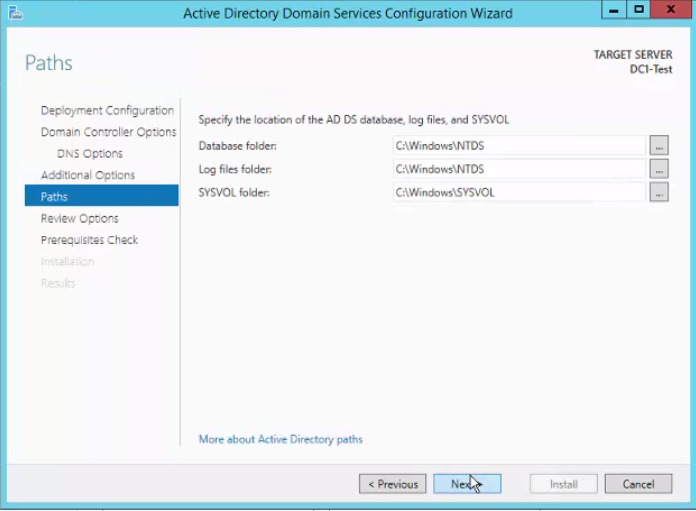 Active Directory Domain Services Configuration Wizard
Paths
TARGET SERVER
DC1-Test
Deployment Configuration
Domain Controller Options
DNS Options
Additional Options
Paths
Review Options
Prerequisites Check
Installation
Results
Specify the location of the AD DS database, log files, and SYSVOL
Database folder: C:\Windows\NTDS ...
Log files folder: C:\Windows\NTDS ...
SYSVOL folder: C:\Windows\SYSVOL ...
More about Active Directory paths
< Previous Next > Install Cancel